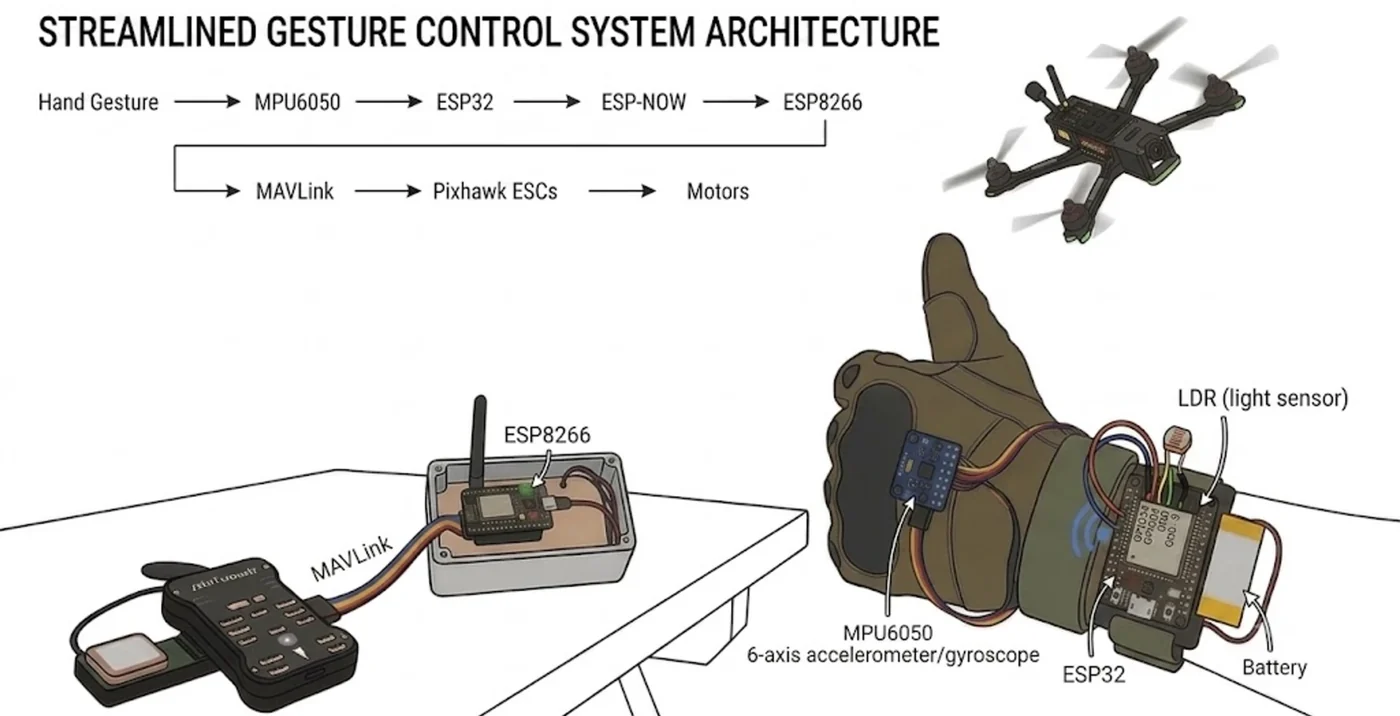 STREAMLINED GESTURE CONTROL SYSTEM ARCHITECTURE
Hand Gesture MPU6050 ESP32 ESP-NOW ESP8266
MAVLink Pixhawk ESCs Motors
LDR (light sensor)
ESP8266
MAVLink
MPU6050
6-axis accelerometer/gyroscope
ESP32
Battery